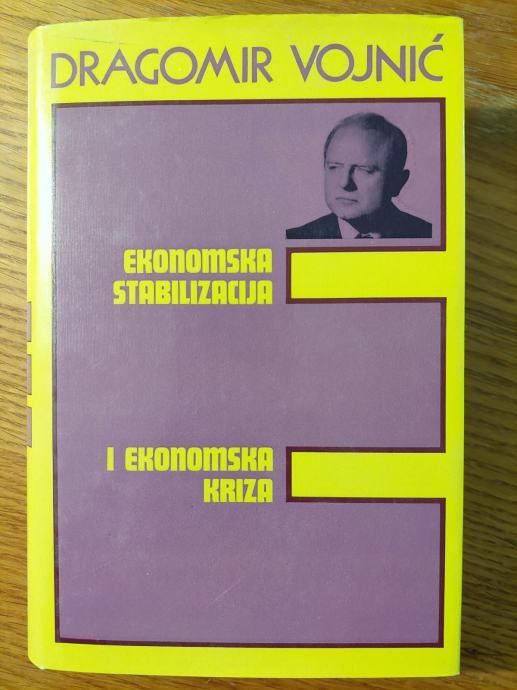 DRAGOMIR VOJNIĆ
EKONOMSKA
STABILIZACIJA
I EKONOMSKA
KRIZA